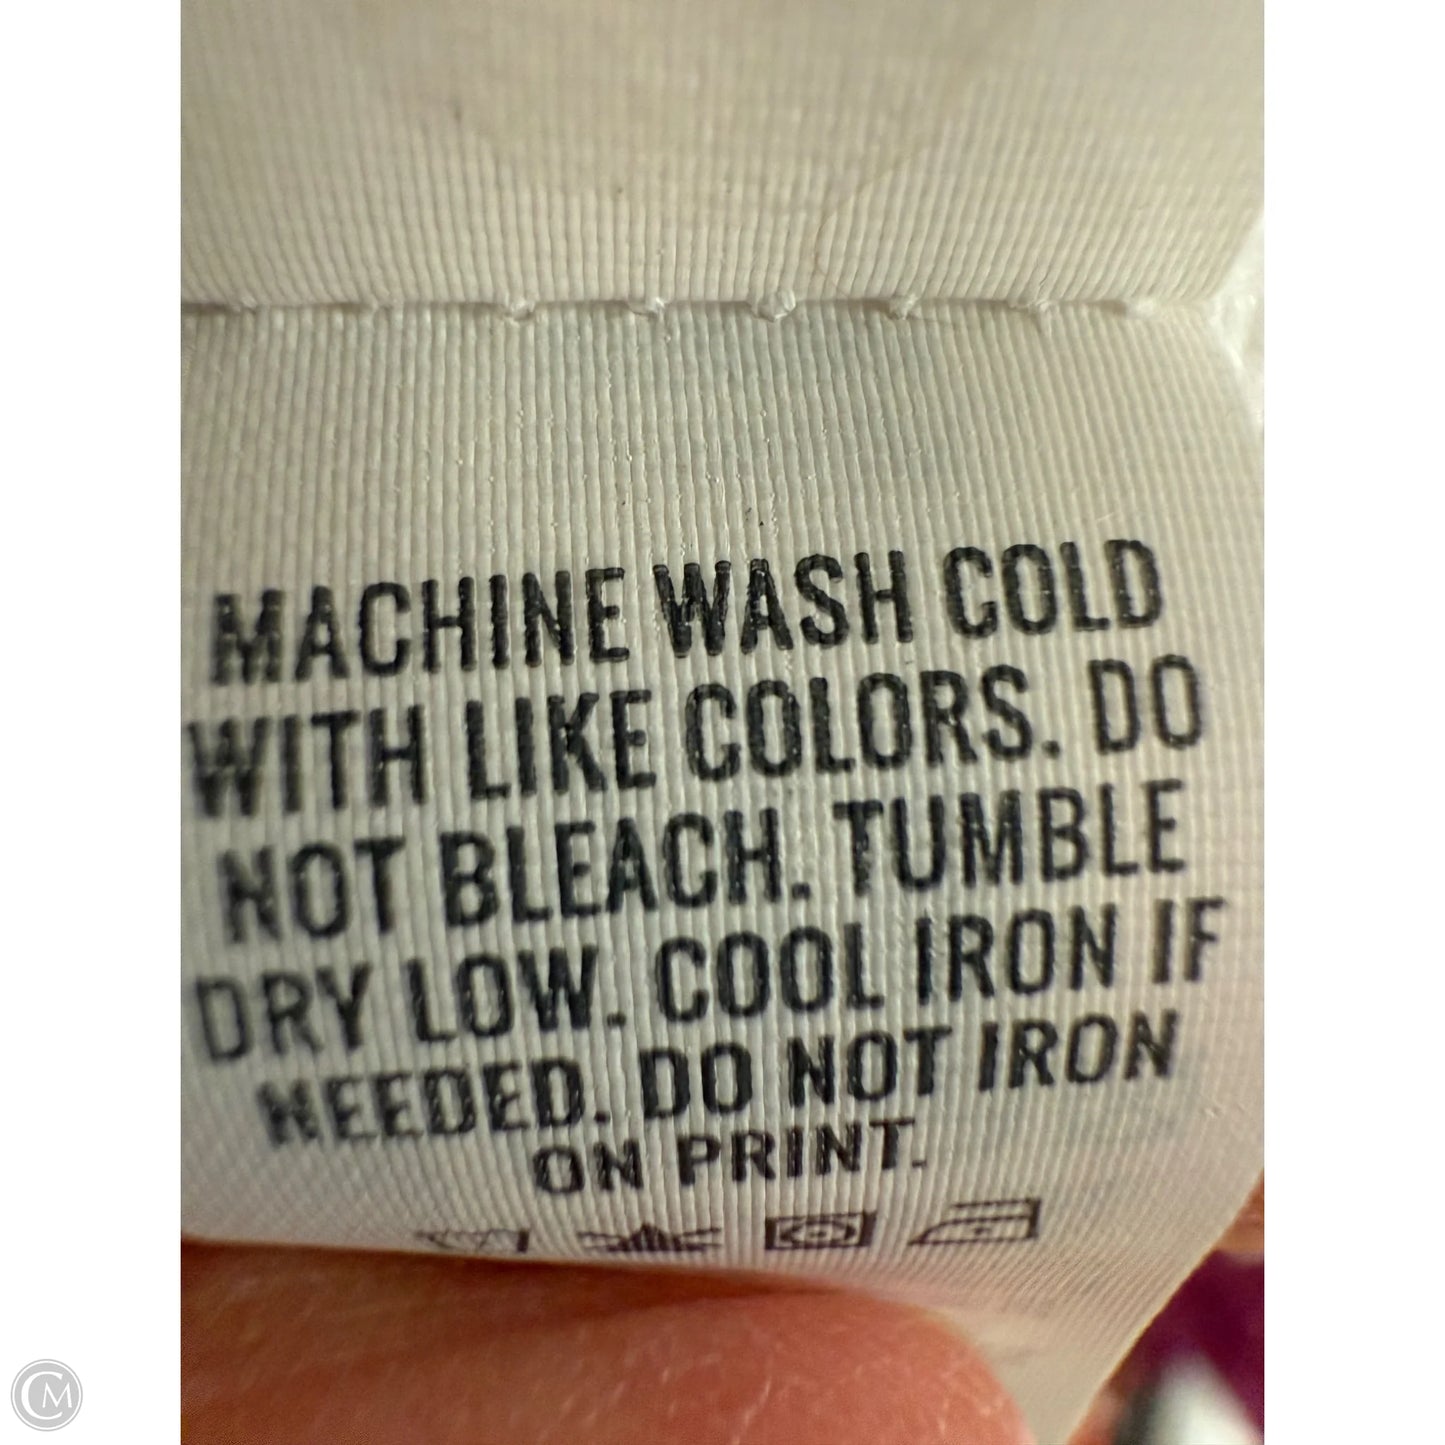 MACHINE WASH COLD
WITH LIKE COLORS. DO
NOT BLEACH. TUMBLE
DRY LOW. COOL IRON IF
NEEDED. DO NOT IRON
ON PRINT.
CM